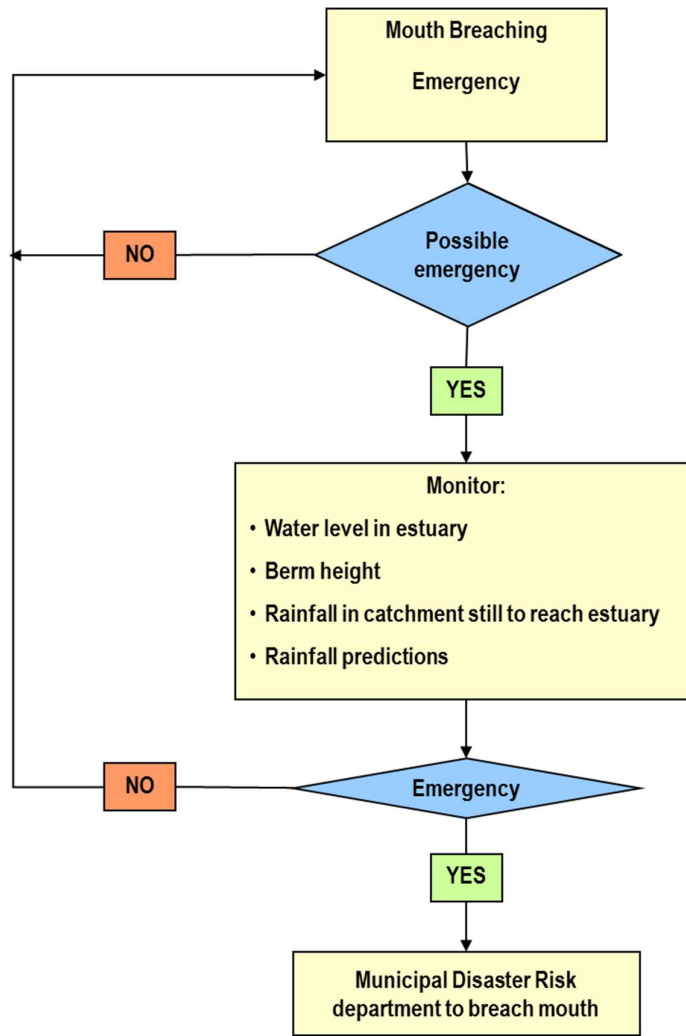 Mouth Breaching
Emergency
Possible
emergency
NO
YES
Monitor:
• Water level in estuary
• Berm height
• Rainfall in catchment still to reach estuary
• Rainfall predictions
Emergency
NO
YES
Municipal Disaster Risk
department to breach mouth